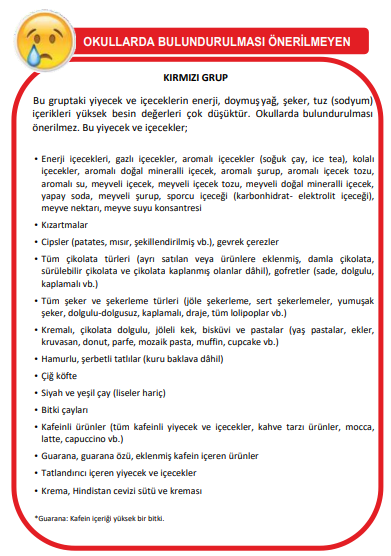 OKULLARDA BULUNDURULMASI ÖNERİLMEYEN
KIRMIZI GRUP
Bu gruptaki yiyecek ve içeceklerin enerji, doymuş yağ, şeker, tuz (sodyum)
içerikleri yüksek besin değerleri çok düşüktür. Okullarda bulundurulması
önerilmez. Bu yiyecek ve içecekler;
• Enerji içecekleri, gazlı içecekler, aromalı içecekler (soğuk çay, ice tea), kolalı
içecekler, aromalı doğal mineralli içecek, aromalı şurup, aromalı içecek tozu,
aromalı su, meyveli içecek, meyveli içecek tozu, meyveli doğal mineralli içecek,
yapay soda, meyveli şurup, sporcu içeceği (karbonhidrat- elektrolit içeceği),
meyve nektarı, meyve suyu konsantresi
• Kızartmalar
• Cipsler (patates, mısır, şekillendirilmiş vb.), gevrek çerezler
• Tüm çikolata türleri (ayrı satılan veya ürünlere eklenmiş, damla çikolata,
sürülebilir çikolata ve çikolata kaplanmış olanlar dâhil), gofretler (sade, dolgulu,
kaplamalı vb.)
• Tüm şeker ve şekerleme türleri (jöle şekerleme, sert şekerlemeler, yumuşak
şeker, dolgulu-dolgusuz, kaplamalı, draje, tüm lolipoplar vb.)
• Kremalı, çikolata dolgulu, jöleli kek, bisküvi ve pastalar (yaş pastalar, ekler,
kruvasan, donut, parfe, mozaik pasta, muffin, cupcake vb.)
• Hamurlu, şerbetli tatlılar (kuru baklava dâhil)
• Çiğ köfte
• Siyah ve yeşil çay (liseler hariç)
• Bitki çayları
• Kafeinli ürünler (tüm kafeinli yiyecek ve içecekler, kahve tarzı ürünler, mocca,
latte, capuccino vb.)
• Guarana, guarana özü, eklenmiş kafein içeren ürünler
• Tatlandırıcı içeren yiyecek ve içecekler
• Krema, Hindistan cevizi sütü ve kreması
*Guarana: Kafein içeriği yüksek bir bitki.